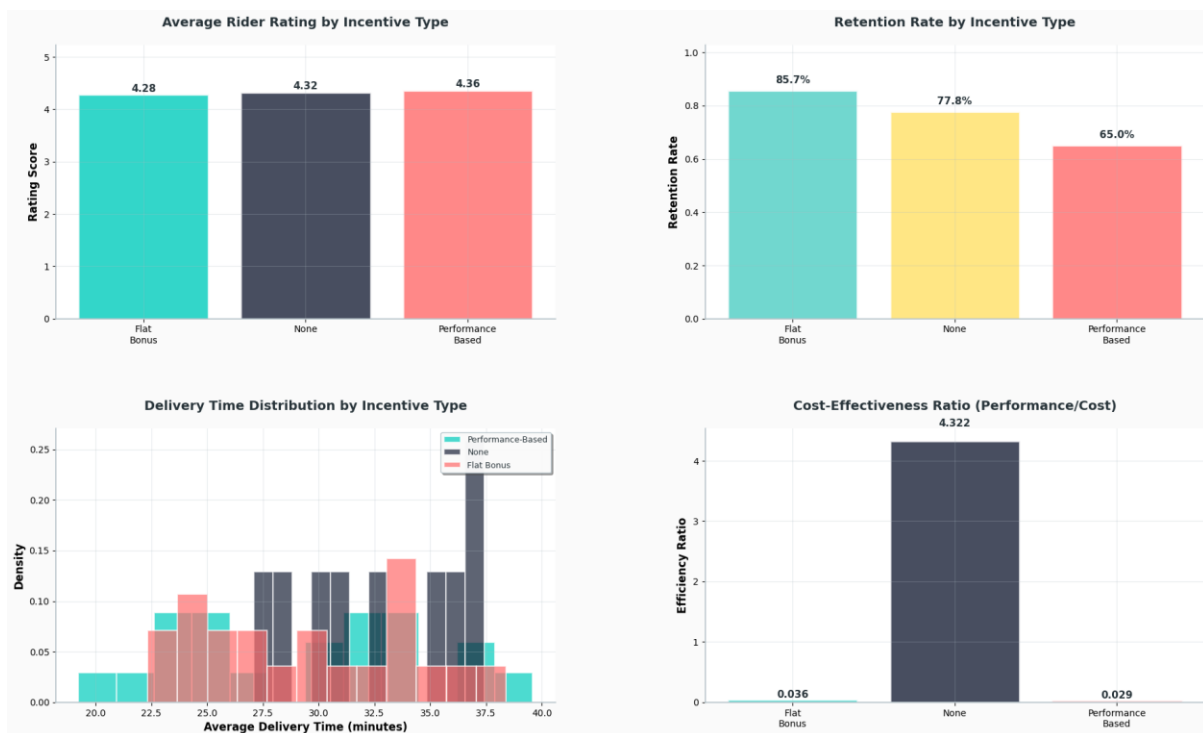 Average Rider Rating by Incentive Type
5
4
3
2
1
0
Rating Score
4.28
4.32
4.36
Flat
Bonus
None
Performance
Based
Retention Rate by Incentive Type
1.0
0.8
0.6
0.4
0.2
0.0
Retention Rate
85.7%
77.8%
65.0%
Flat
Bonus
None
Performance
Based
Delivery Time Distribution by Incentive Type
0.25
0.20
0.15
0.10
0.05
0.00
Density
Performance-Based
None
Flat Bonus
20.0 22.5 25.0 27.5 30.0 32.5 35.0 37.5 40.0
Average Delivery Time (minutes)
Cost-Effectiveness Ratio (Performance/Cost)
4
3
2
1
0
Efficiency Ratio
0.036
4.322
0.029
Flat
Bonus
None
Performance
Based